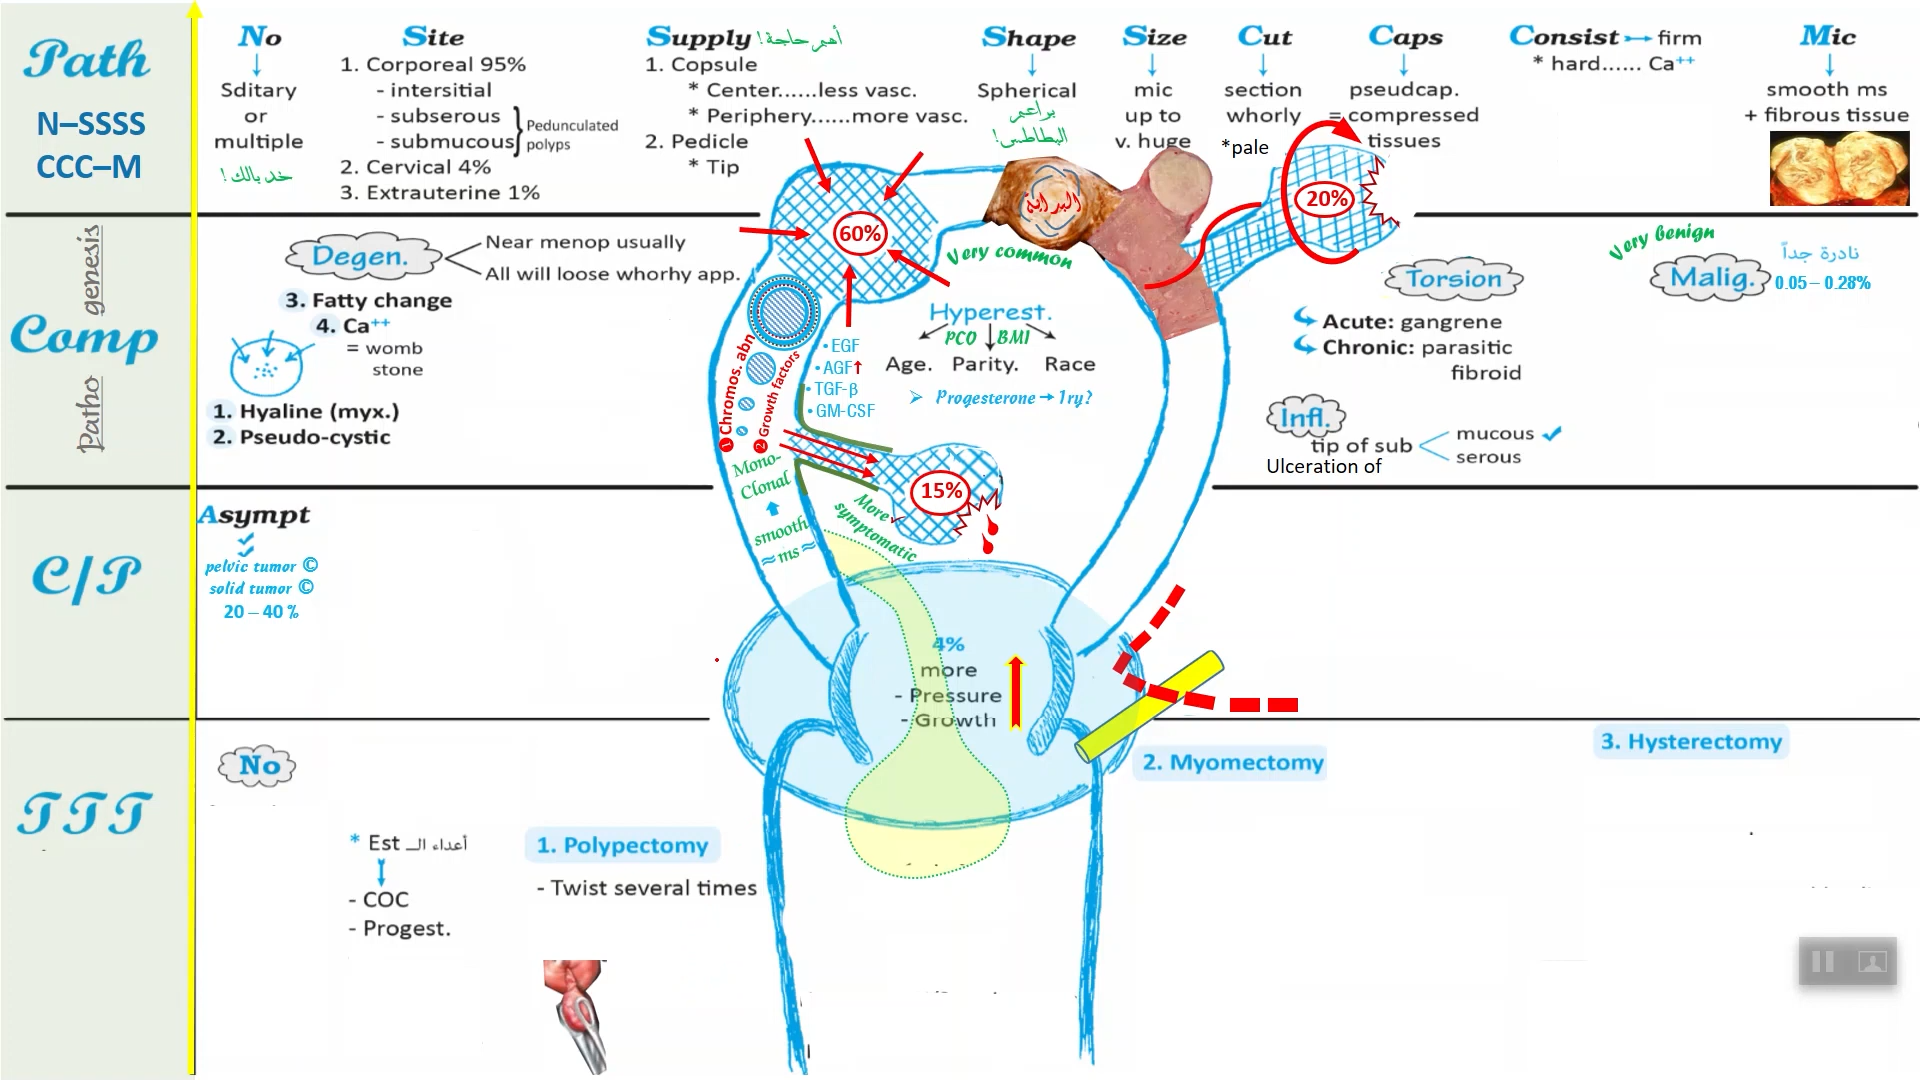 Path
N–SSSS
CCC–M
No
Sditary
or
multiple
خد بالك!
Site
1. Corporeal 95%
- intersitial
- subserous
- submucous
Pedunculated
polyps
2. Cervical 4%
3. Extrauterine 1%
Supply أهم حاجة!
1. Copsule
* Center......less vasc.
* Periphery......more vasc.
2. Pedicle
* Tip
Shape
Spherical
براعم
البطاطس!
Size
mic
up to
v. huge
Cut
section
whorly
*pale
Caps
pseudcap.
= compressed
tissues
Consist firm
* hard...... Ca++
Mic
smooth ms
+ fibrous tissue
60%
البداية
20%
Very common
Patho genesis
Comp
Degen.
Near menop usually
All will loose whorhy app.
3. Fatty change
4. Ca++
= womb
stone
1. Hyaline (myx.)
2. Pseudo-cystic
1 Chromos. abn
2 Growth factors
• EGF
• AGF
• TGF-β
• GM-CSF
Hyperest.
PCO BMI
Age. Parity. Race
Progesterone 1ry?
Torsion
Acute: gangrene
Chronic: parasitic
fibroid
Very benign
Malig.
نادرة جداً
0.05 – 0.28%
Infl.
tip of sub
mucous
serous
Ulceration of
Mono-
Clonal
smooth
≈ ms ≈
15%
More
symptomatic
C/P
Asympt
pelvic tumor ©
solid tumor ©
20 – 40 %
4%
more
- Pressure
- Growth
TTT
No
* Est أعداء الـ
- COC
- Progest.
1. Polypectomy
- Twist several times
2. Myomectomy
3. Hysterectomy